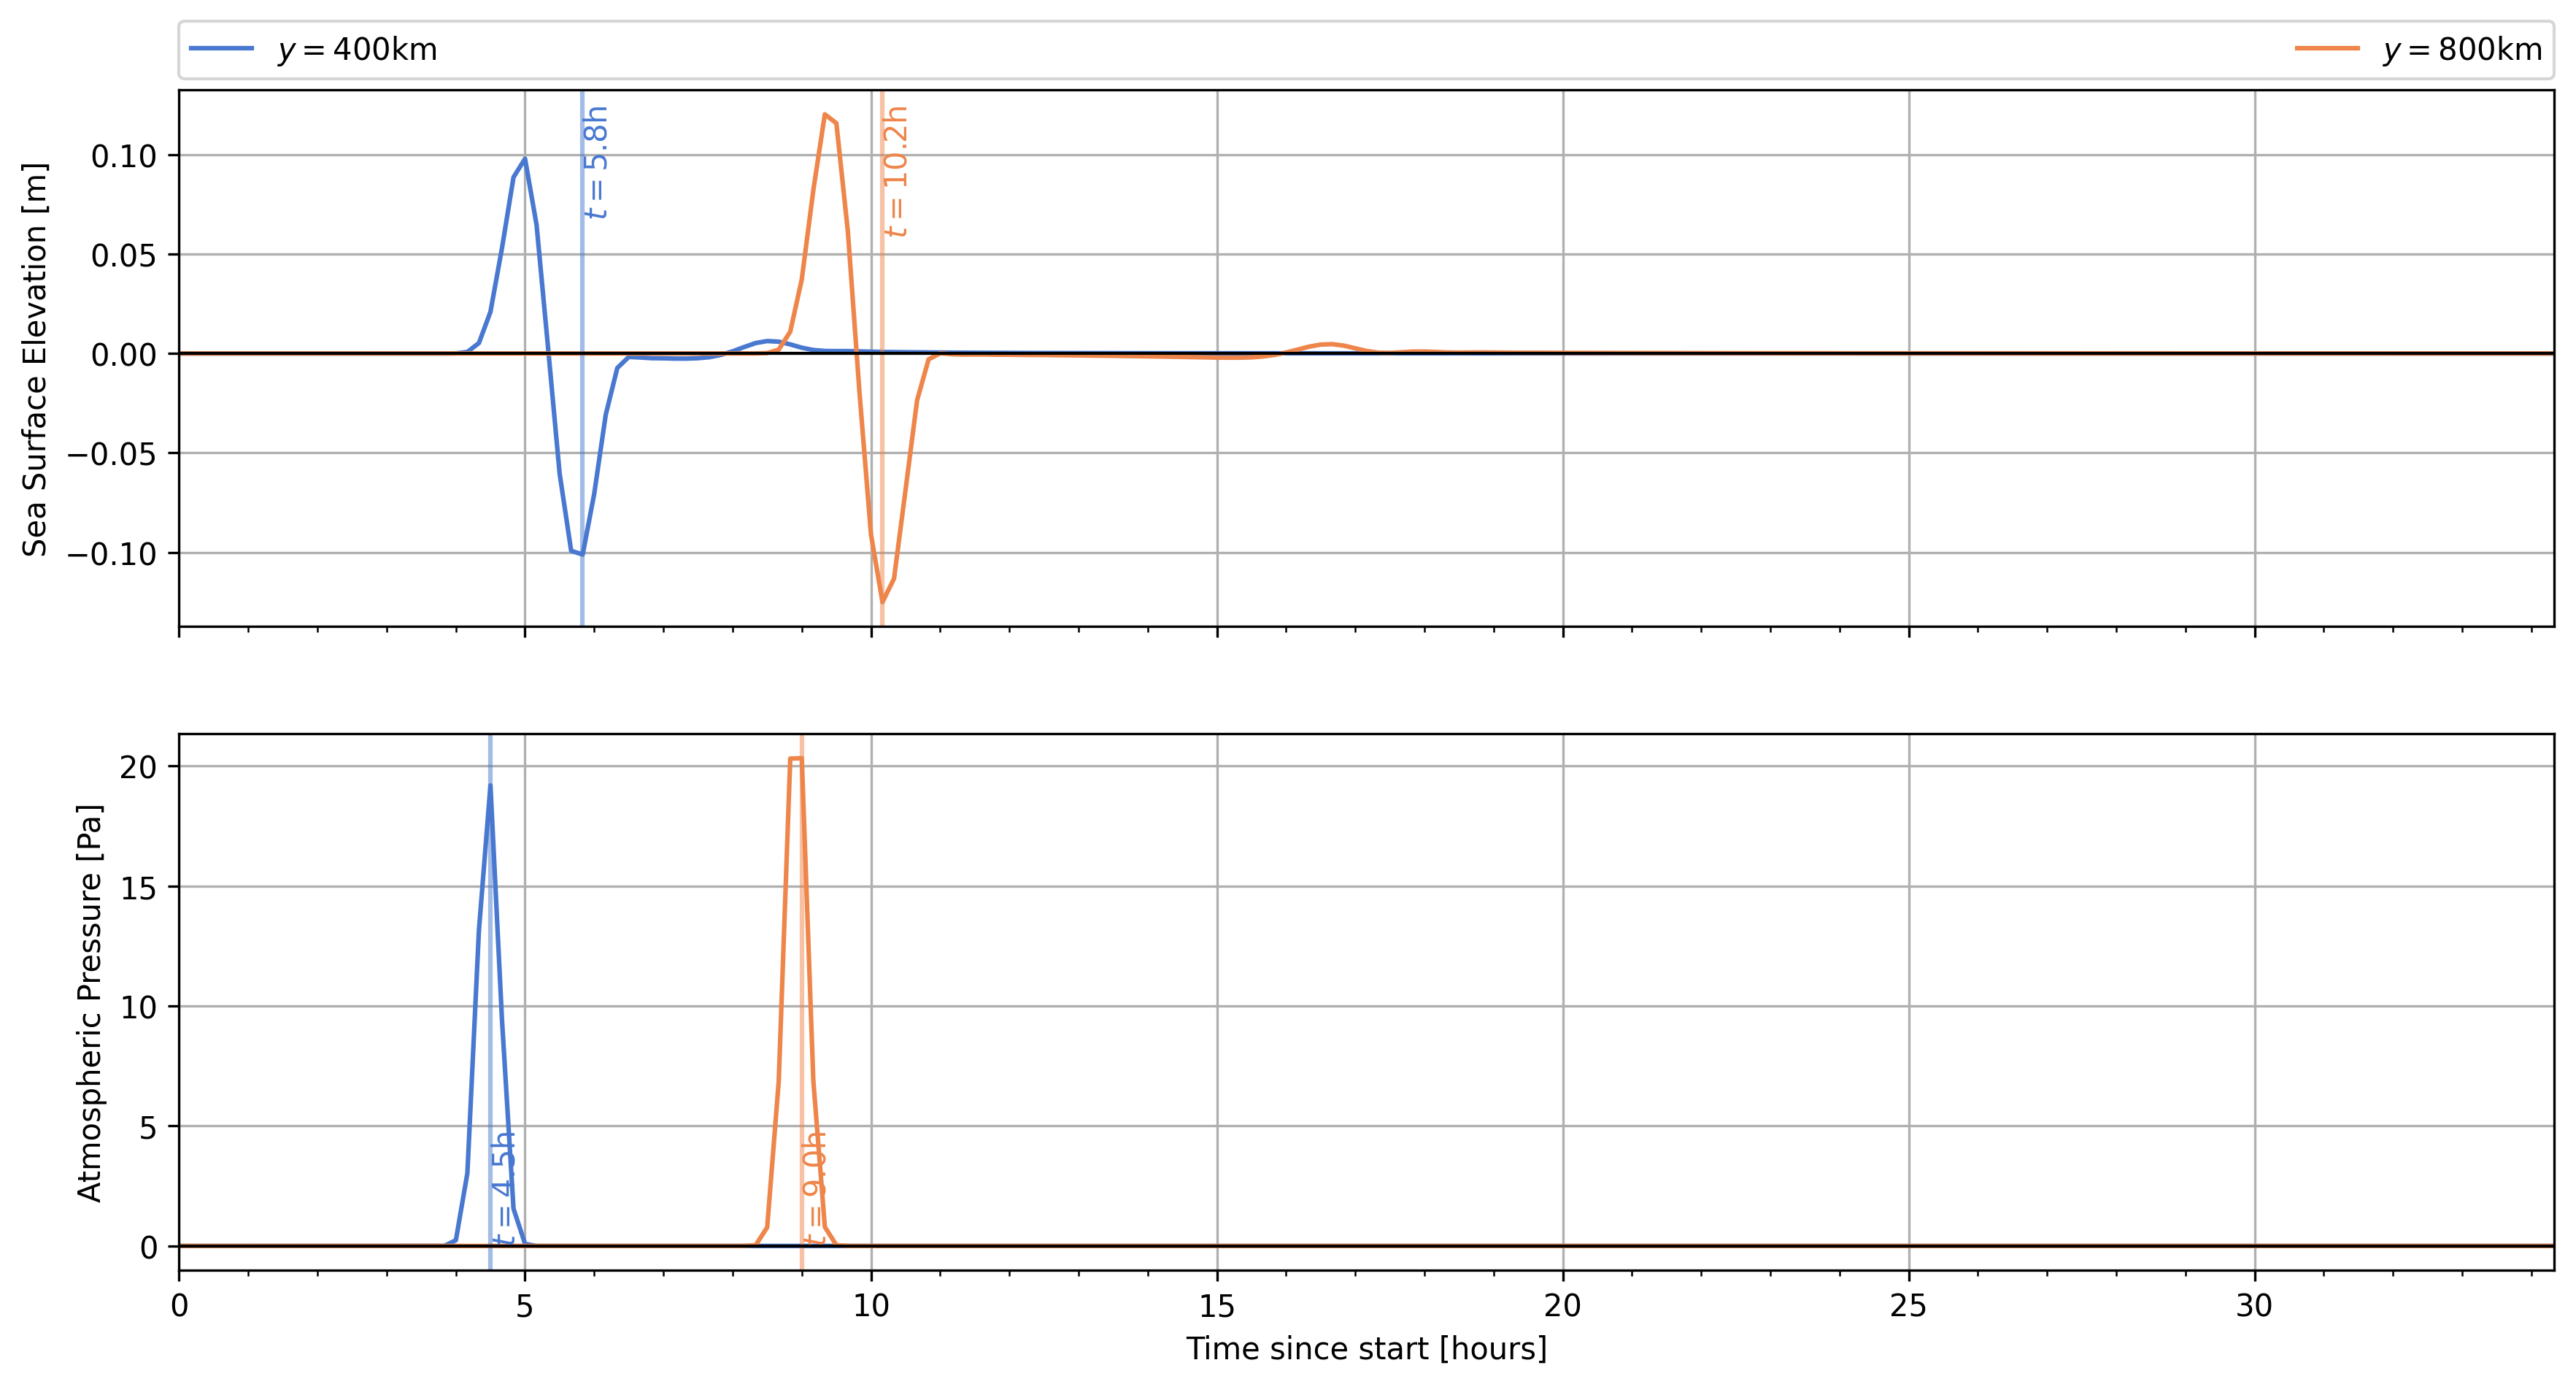 y = 400km
y = 800km
Sea Surface Elevation [m]
0.10
0.05
0.00
−0.05
−0.10
t = 5.8h
t = 10.2h
Atmospheric Pressure [Pa]
20
15
10
5
0
t = 4.5h
t = 9.0h
0 5 10 15 20 25 30
Time since start [hours]